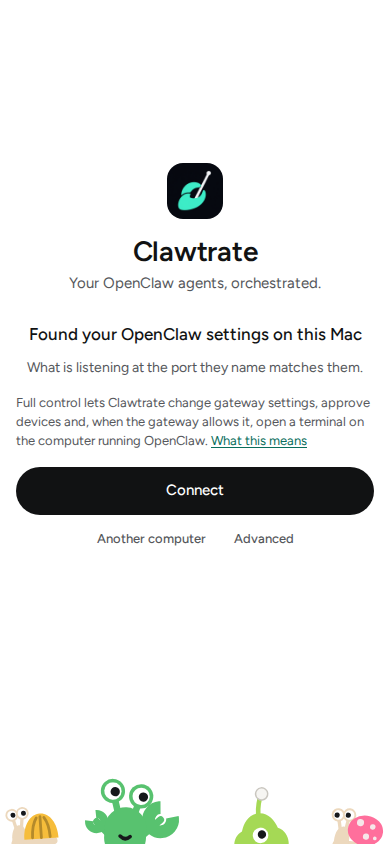 Clawtrate
Your OpenClaw agents, orchestrated.
Found your OpenClaw settings on this Mac
What is listening at the port they name matches them.
Full control lets Clawtrate change gateway settings, approve
devices and, when the gateway allows it, open a terminal on
the computer running OpenClaw. What this means
Connect
Another computer Advanced